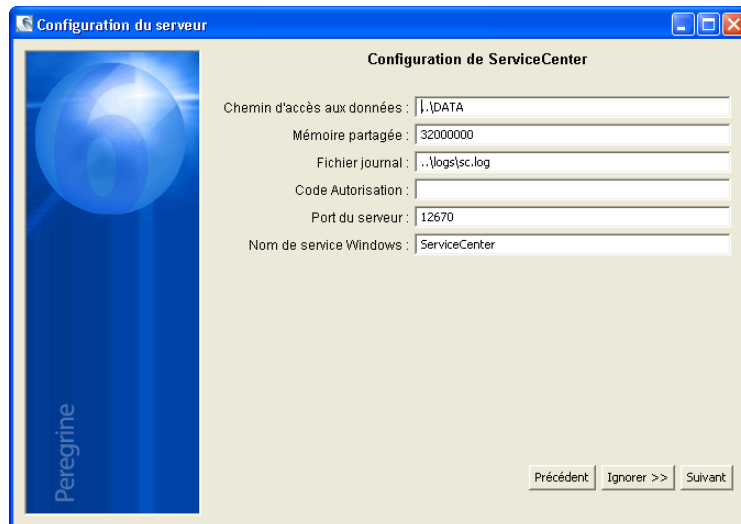 Configuration du serveur
Configuration de ServiceCenter
Chemin d'accès aux données : ..\DATA
Mémoire partagée : 32000000
Fichier journal : ..\logs\sc.log
Code Autorisation :
Port du serveur : 12670
Nom de service Windows : ServiceCenter
6
Peregrine
Précédent Ignorer >> Suivant